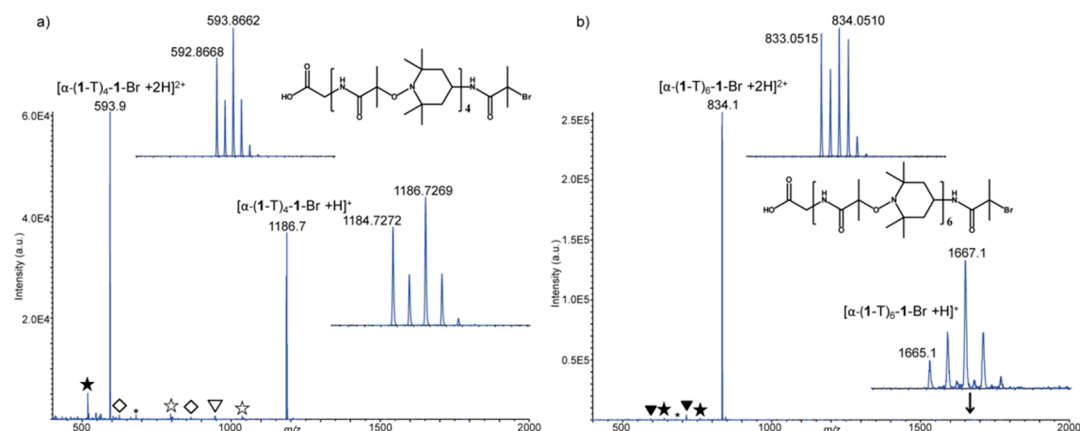 a)
593.8662
592.8668
[α-(1-T)₄-1-Br +2H]²⁺
593.9
HO
O
H
N
O
O
N
4
H
N
O
Br
6.0E4
4.0E4
2.0E4
Intensity (a.u.)
[α-(1-T)₄-1-Br +H]⁺
1186.7
1186.7269
1184.7272
*
500
1000
m/z
1500
2000
b)
834.0510
833.0515
[α-(1-T)₆-1-Br +2H]²⁺
834.1
HO
O
H
N
O
O
N
6
H
N
O
Br
2.5E5
2.0E5
1.5E5
1.0E5
0.5E5
Intensity (a.u.)
1667.1
[α-(1-T)₆-1-Br +H]⁺
1665.1
*
500
1000
m/z
1500
2000